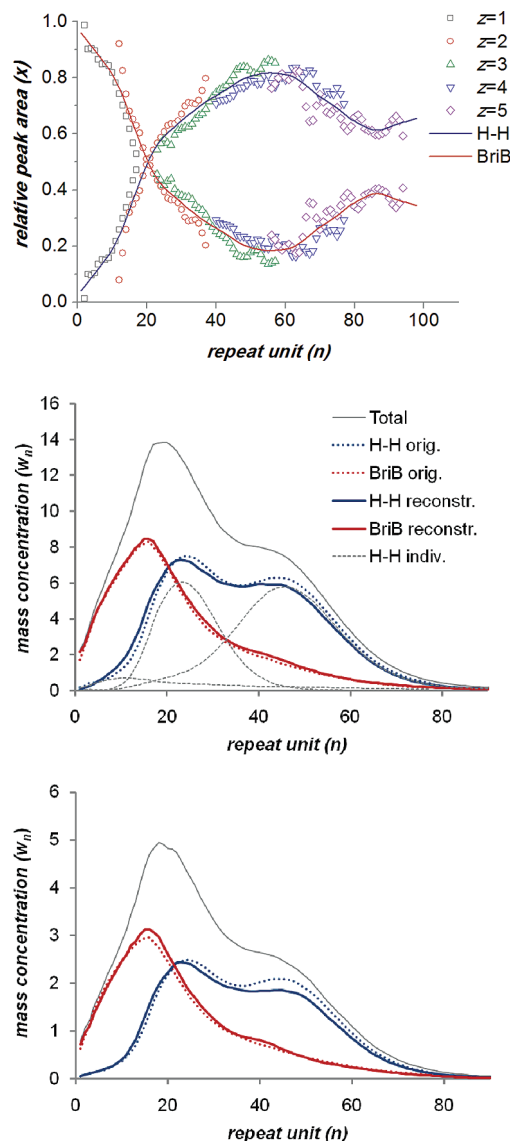 relative peak area (x)
1.0
0.8
0.6
0.4
0.2
0.0
0 20 40 60 80 100
repeat unit (n)
z=1
z=2
z=3
z=4
z=5
H-H
BriB
mass concentration (wn)
16
14
12
10
8
6
4
2
0
0 20 40 60 80
repeat unit (n)
Total
H-H orig.
BriB orig.
H-H reconstr.
BriB reconstr.
H-H indiv.
mass concentration (wn)
6
5
4
3
2
1
0
0 20 40 60 80
repeat unit (n)